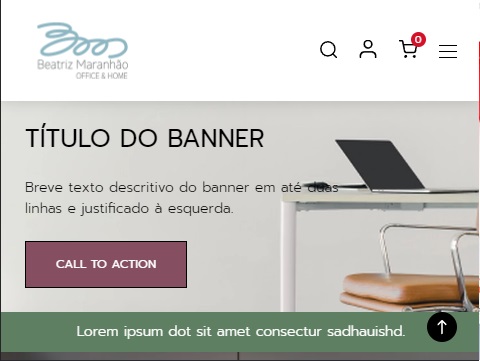 Beatriz Maranhão
OFFICE & HOME
0
TÍTULO DO BANNER
Breve texto descritivo do banner em até duas
linhas e justificado à esquerda.
CALL TO ACTION
Lorem ipsum dot sit amet consectur sadhauishd.